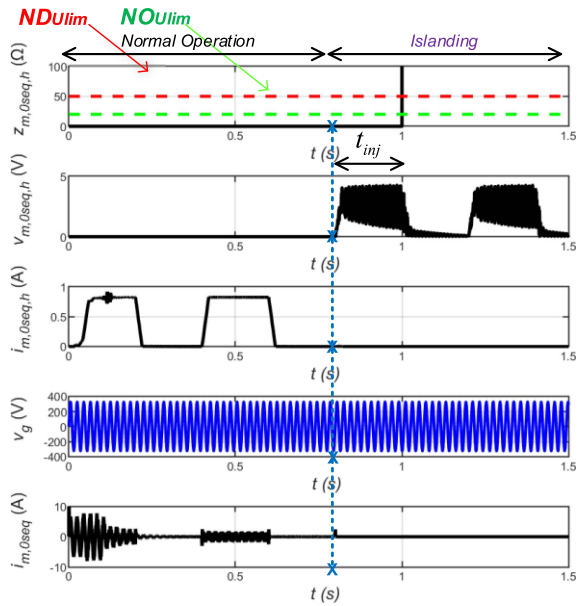 NDUlim NOUlim
Normal Operation Islanding
zm,0seq,h (Ω)
100
50
0
0 0.5 1 1.5
t (s)
tinj
vm,0seq,h (V)
5
0
0 0.5 1 1.5
t (s)
im,0seq,h (A)
1
0.5
0
0 0.5 1 1.5
t (s)
vg (V)
400
200
0
-200
-400
0 0.5 1 1.5
t (s)
im,0seq (A)
10
0
-10
0 0.5 1 1.5
t (s)